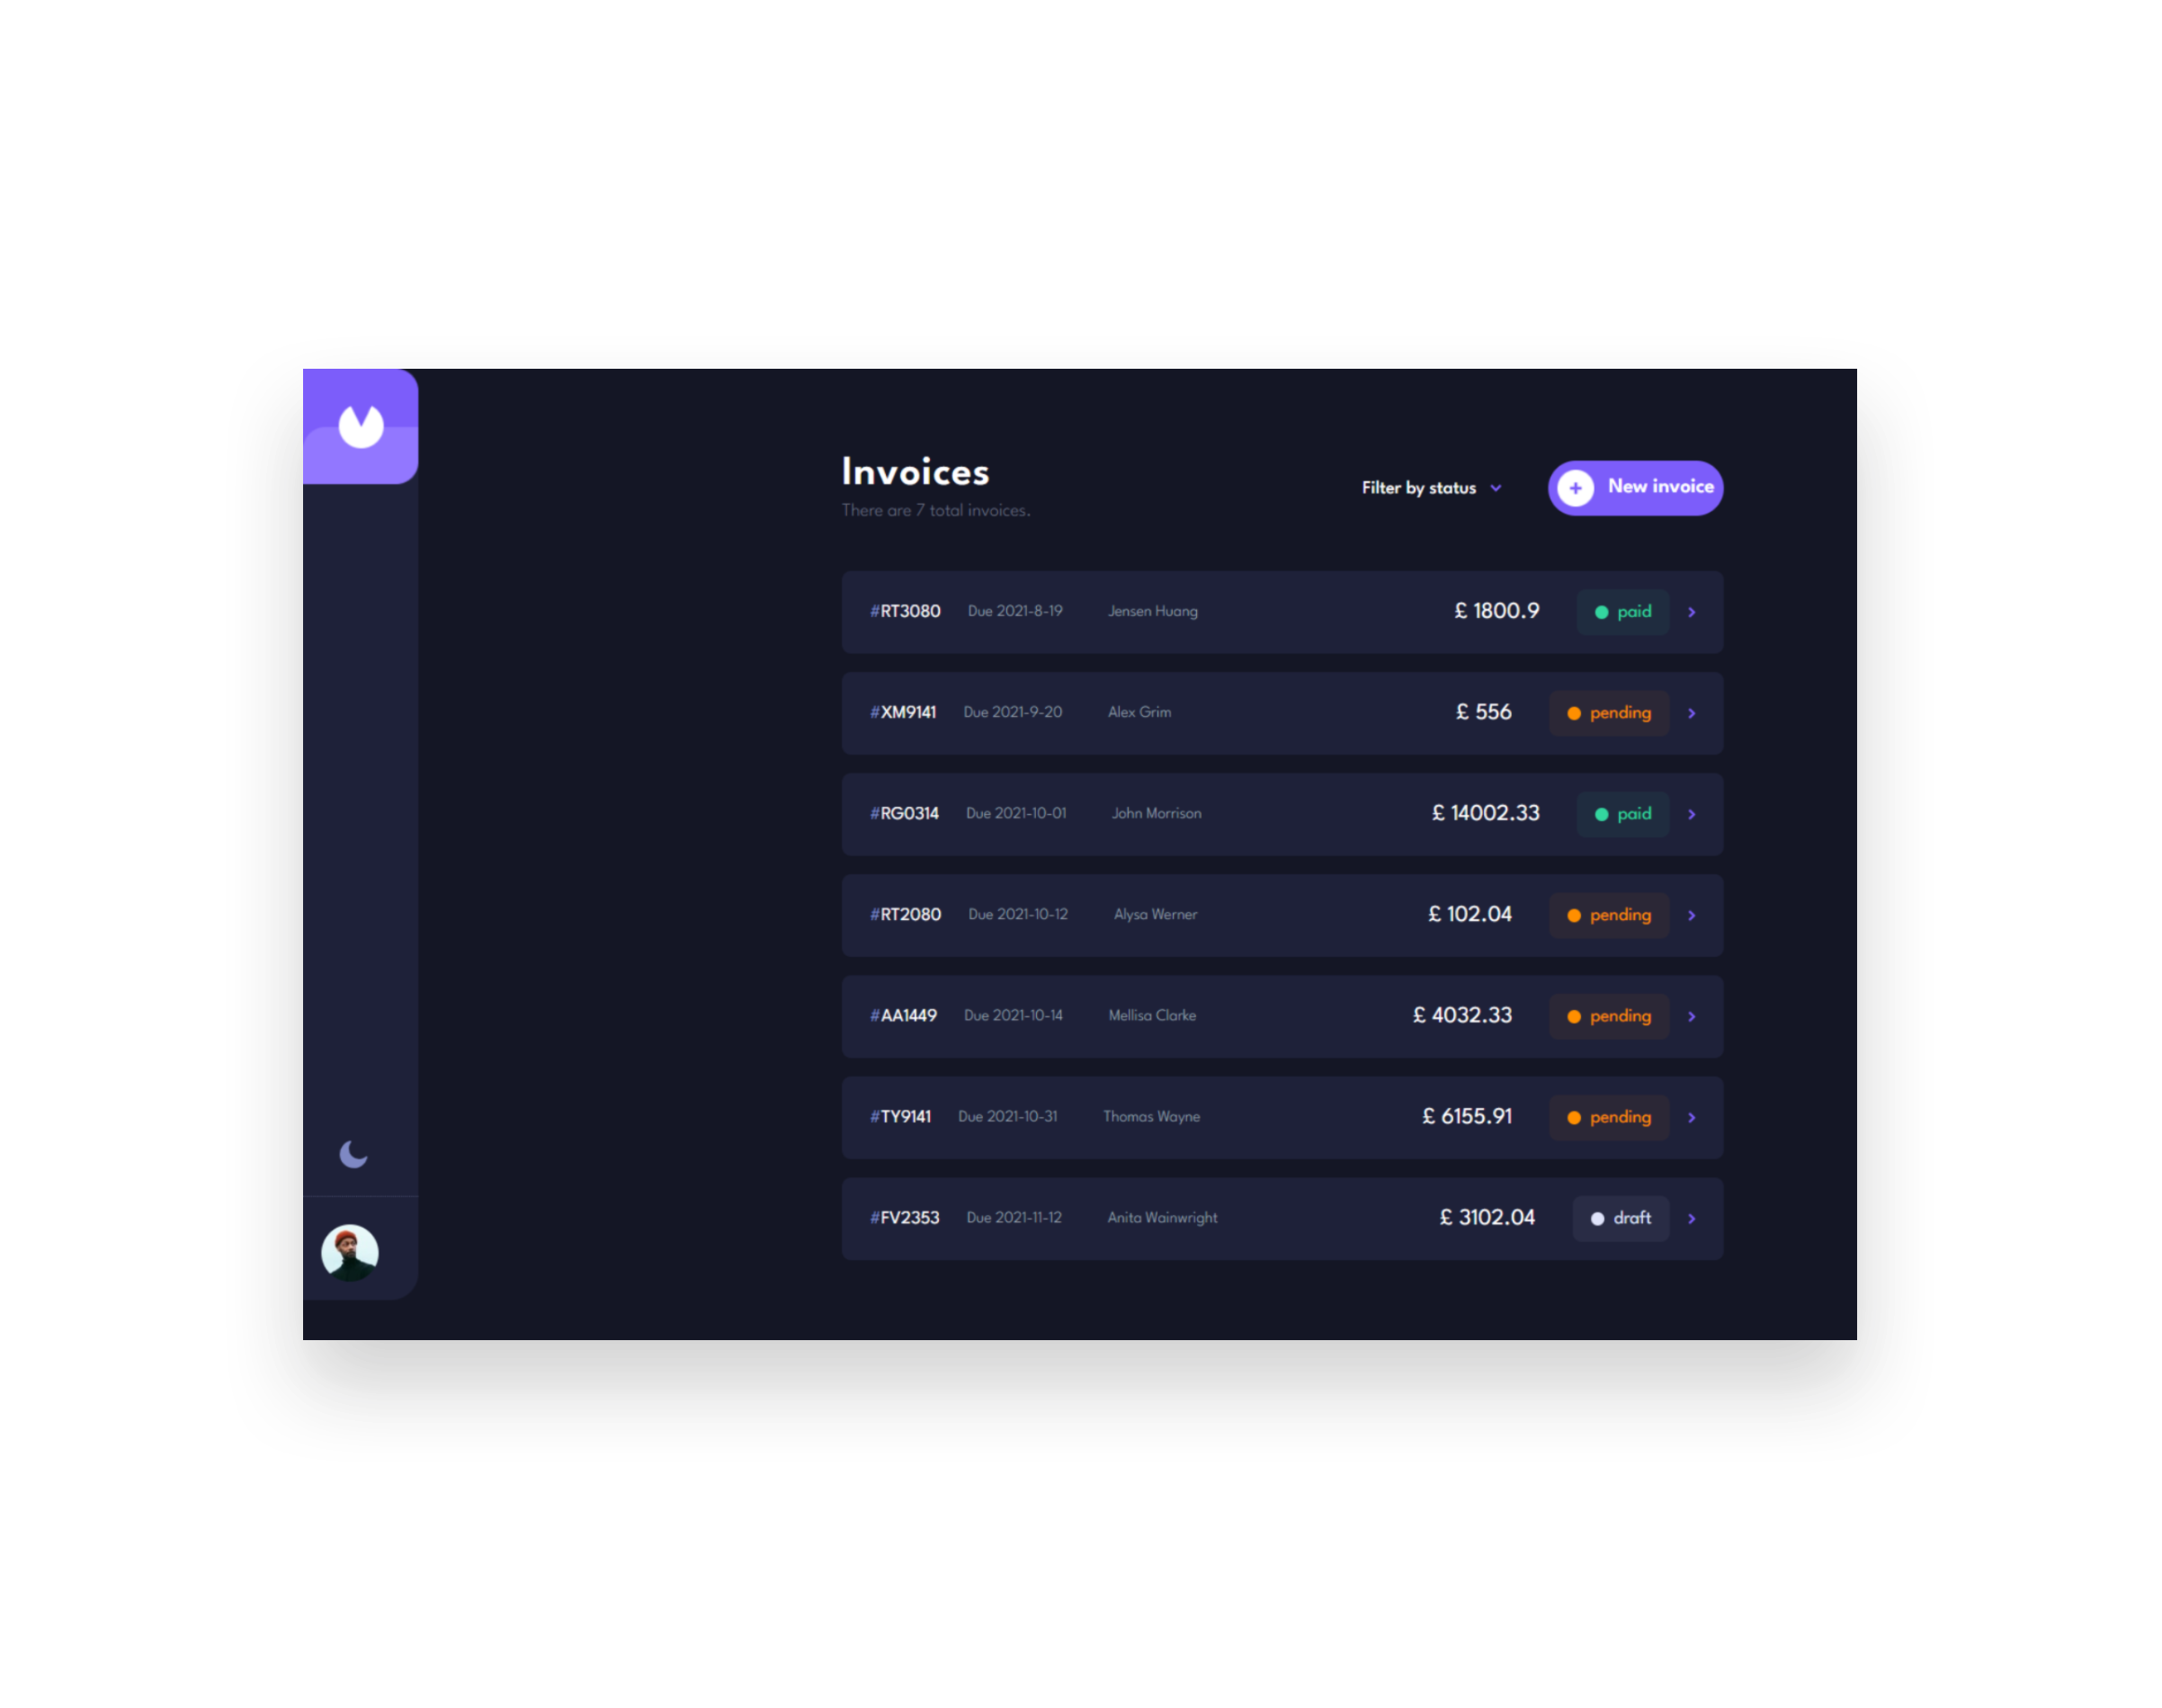 Invoices
There are 7 total invoices.
Filter by status
New invoice
#RT3080 Due 2021-8-19 Jensen Huang £ 1800.9 paid
#XM9141 Due 2021-9-20 Alex Grim £ 556 pending
#RG0314 Due 2021-10-01 John Morrison £ 14002.33 paid
#RT2080 Due 2021-10-12 Alysa Werner £ 102.04 pending
#AA1449 Due 2021-10-14 Mellisa Clarke £ 4032.33 pending
#TY9141 Due 2021-10-31 Thomas Wayne £ 6155.91 pending
#FV2353 Due 2021-11-12 Anita Wainwright £ 3102.04 draft